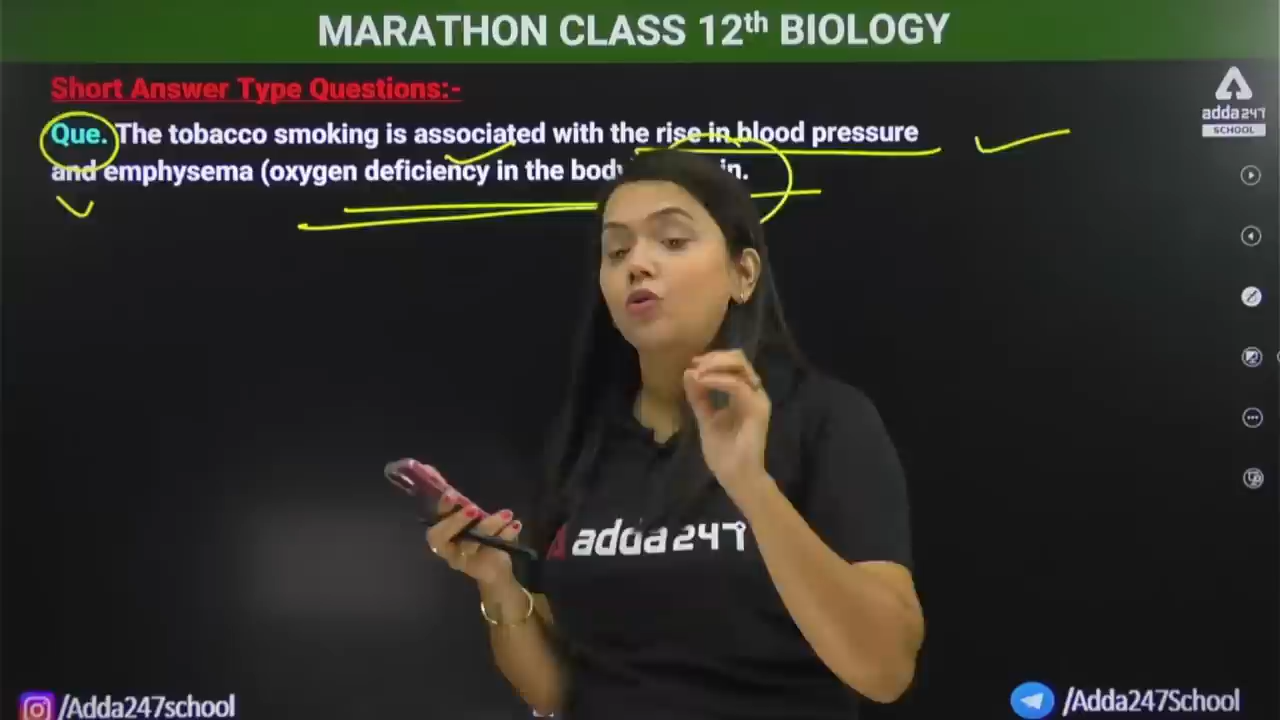 MARATHON CLASS 12th BIOLOGY
Short Answer Type Questions:-
adda247
SCHOOL
Que. The tobacco smoking is associated with the rise in blood pressure
and emphysema (oxygen deficiency in the body in.
adda247
/Adda247school
/Adda247School